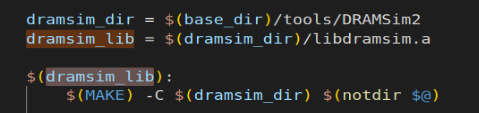 dramsim_dir = $(base_dir)/tools/DRAMSim2
dramsim_lib = $(dramsim_dir)/libdramsim.a
$(dramsim_lib):
$(MAKE) -C $(dramsim_dir) $(notdir $@)